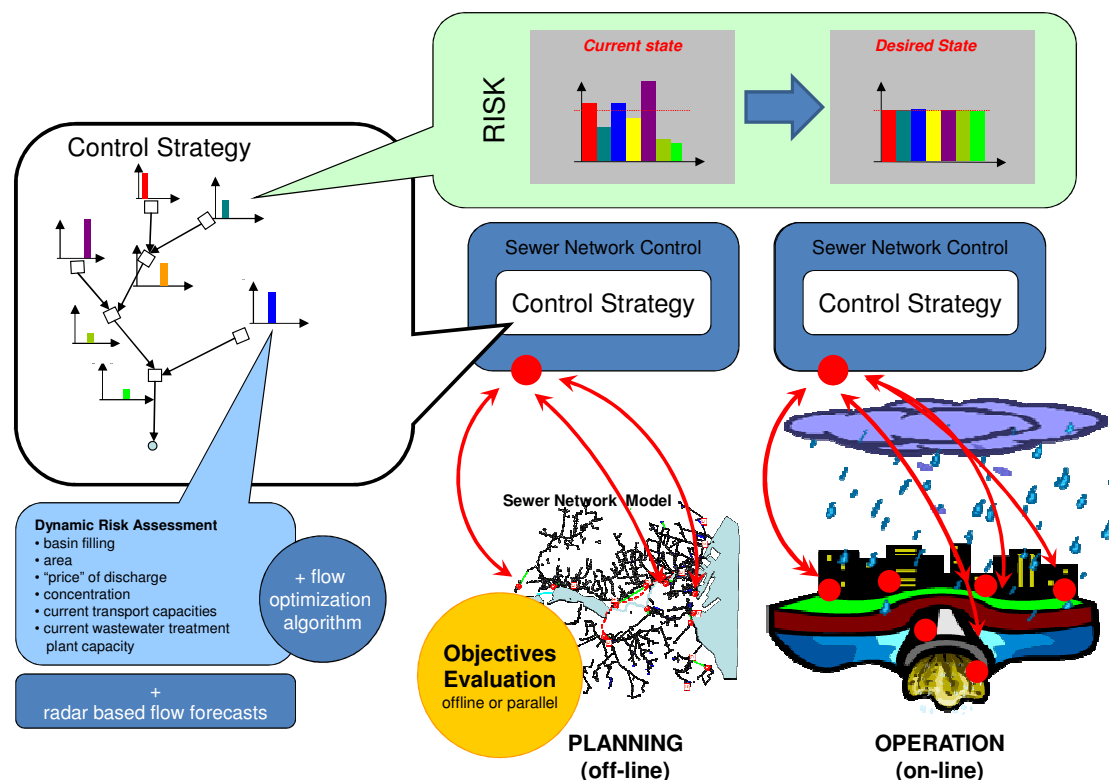 Current state
Desired State
RISK
Control Strategy
Sewer Network Control
Control Strategy
Sewer Network Control
Control Strategy
Dynamic Risk Assessment
• basin filling
• area
• “price” of discharge
• concentration
• current transport capacities
• current wastewater treatment
plant capacity
+ flow
optimization
algorithm
+
radar based flow forecasts
Sewer Network Model
Objectives
Evaluation
offline or parallel
PLANNING
(off-line)
OPERATION
(on-line)